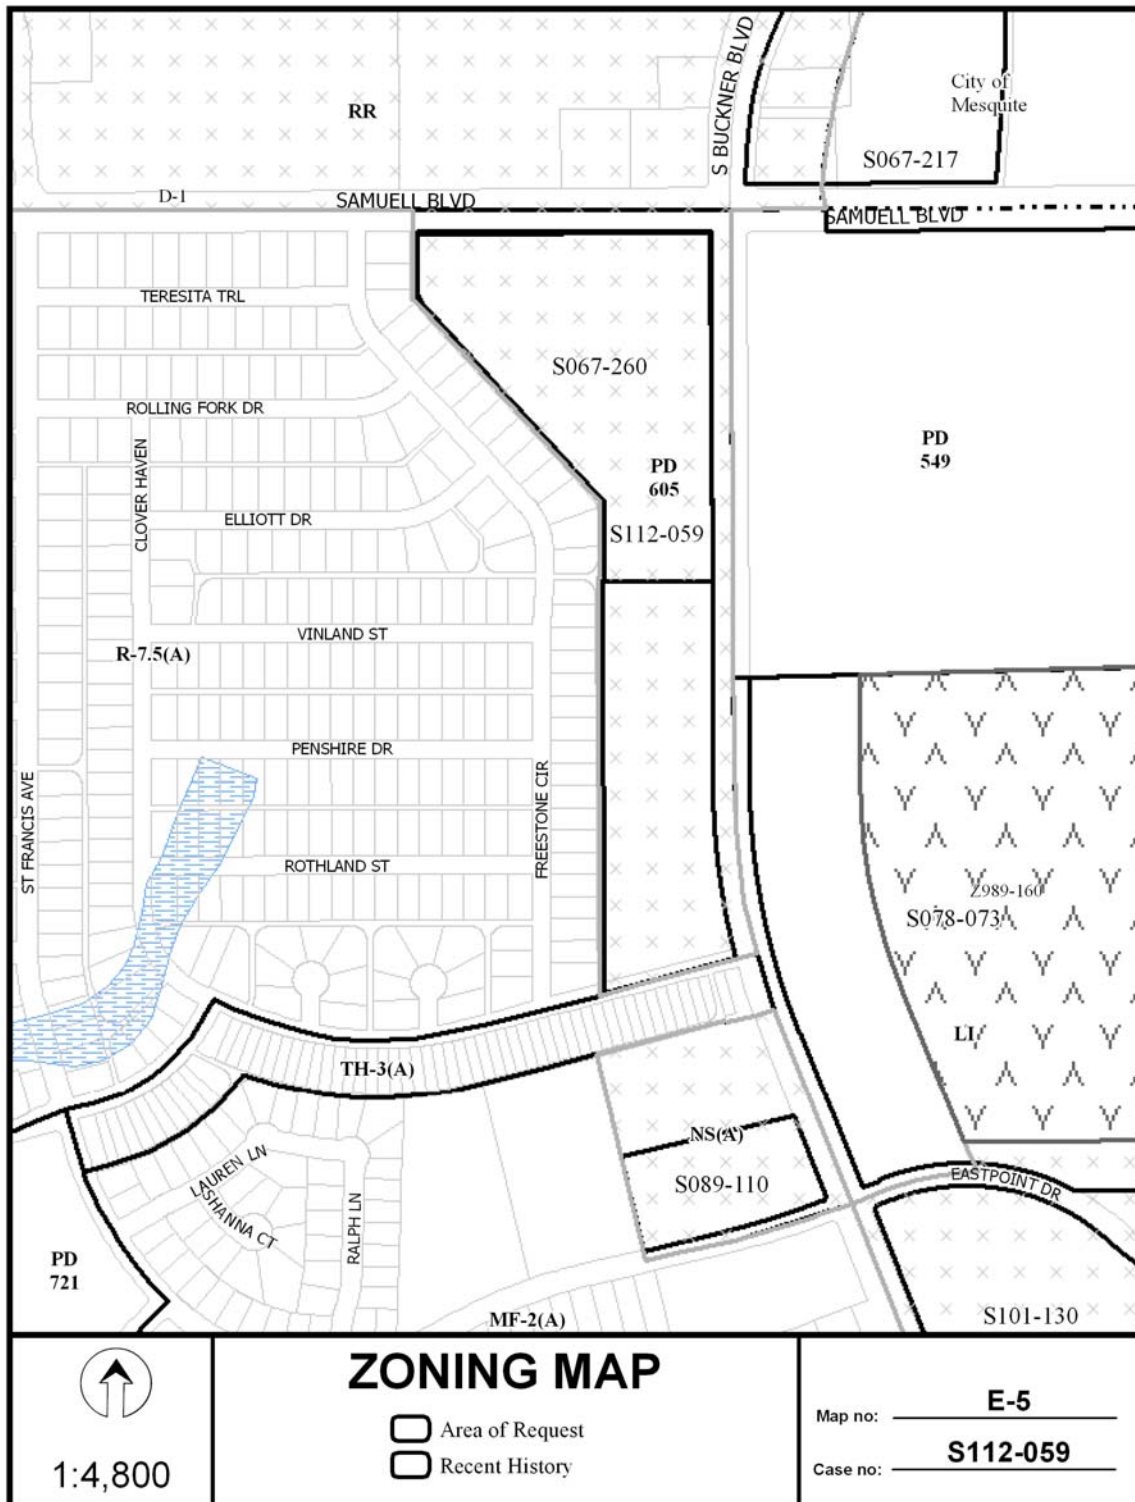 S BUCKNER BLVD
City of
Mesquite
RR
S067-217
D-1
SAMUELL BLVD
SAMUELL BLVD
TERESITA TRL
S067-260
ROLLING FORK DR
CLOVER HAVEN
PD
549
PD
605
ELLIOTT DR
S112-059
VINLAND ST
R-7.5(A)
PENSHIRE DR
ST FRANCIS AVE
FREESTONE CIR
ROTHLAND ST
Z989-160
S078-073
LI
TH-3(A)
NS(A)
LAUREN LN
SHANNA CT
RALPH LN
S089-110
EASTPOINT DR
PD
721
MF-2(A)
S101-130
1:4,800
ZONING MAP
Area of Request
Recent History
Map no: E-5
Case no: S112-059